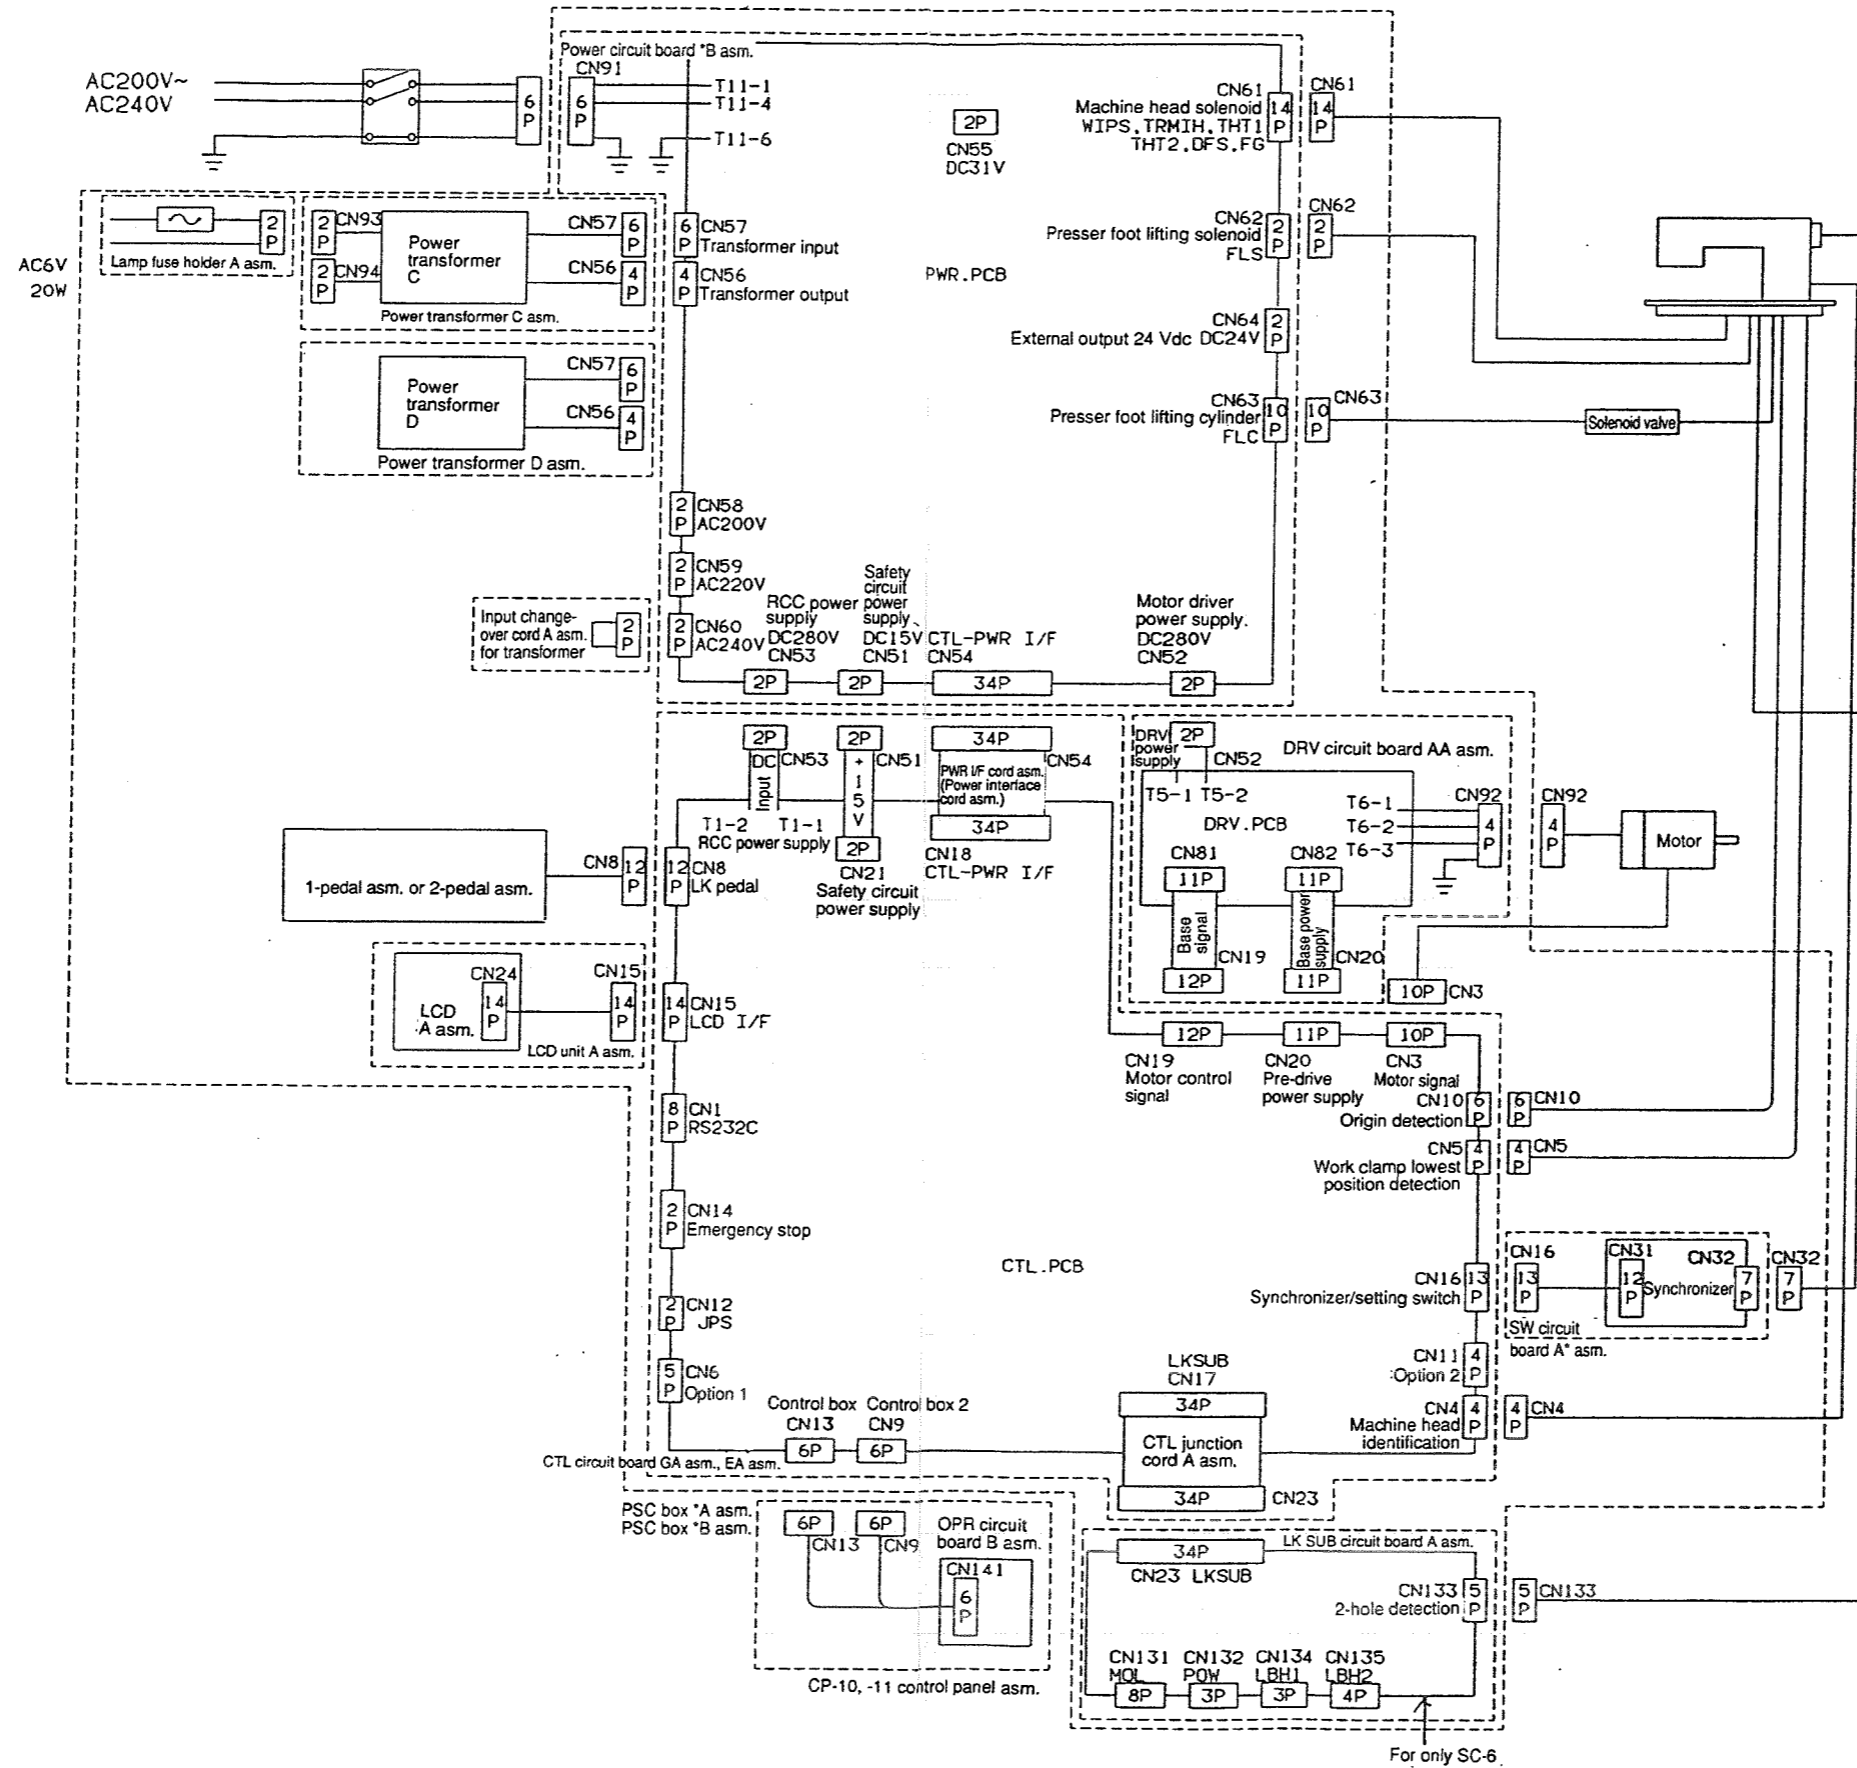 Power circuit board *B asm.
AC200V~
AC240V
6
P
CN91
6
P
T11-1
T11-4
T11-6
2P
CN55
DC31V
CN61
Machine head solenoid
WIPS.TRMIH.THT1
THT2.DFS.FG
14
P
CN61
14
P
AC6V
20W
2
P
Lamp fuse holder A asm.
2
P
CN93
2
P
CN94
Power
transformer
C
CN57
6
P
CN56
4
P
Power transformer C asm.
6
P
CN57
Transformer input
4
P
CN56
Transformer output
PWR.PCB
CN62
Presser foot lifting solenoid
FLS
2
P
CN62
2
P
CN64
External output 24 Vdc DC24V
2
P
Power
transformer
D
CN57
6
P
CN56
4
P
Power transformer D asm.
CN63
Presser foot lifting cylinder
FLC
10
P
CN63
10
P
Solenoid valve
2
P
CN58
AC200V
2
P
CN59
AC220V
Input change-
over cord A asm.
for transformer
2
P
2
P
CN60
AC240V
RCC power
supply
DC280V
CN53
2P
Safety
circuit
power
supply
DC15V
CN51
2P
CTL-PWR I/F
CN54
34P
Motor driver
power supply.
DC280V
CN52
2P
2P
CN53
DC
Input
T1-2
T1-1
RCC power supply
2P
CN51
+
1
5
V
2P
CN21
Safety circuit
power supply
34P
CN54
PWR I/F cord asm.
(Power interface
cord asm.)
34P
CN18
CTL-PWR I/F
DRV
power
supply
2P
CN52
DRV circuit board AA asm.
T5-1 T5-2
DRV.PCB
T6-1
T6-2
T6-3
CN92
4
P
CN92
4
P
Motor
CN81
11P
Base
signal
CN19
12P
CN82
11P
Base power
supply
CN20
11P
10P
CN3
1-pedal asm. or 2-pedal asm.
CN8
12
P
12
P
CN8
LK pedal
LCD
A asm.
CN24
14
P
CN15
14
P
LCD unit A asm.
14
P
CN15
LCD I/F
12P
CN19
Motor control
signal
11P
CN20
Pre-drive
power supply
10P
CN3
Motor signal
CN10
Origin detection
6
P
6
P
CN10
CN5
Work clamp lowest
position detection
4
P
4
P
CN5
8
P
CN1
RS232C
2
P
CN14
Emergency stop
CTL.PCB
2
P
CN12
JPS
5
P
CN6
Option 1
CN16
Synchronizer/setting switch
13
P
CN16
13
P
CN31
12
P
Synchronizer
CN32
7
P
CN32
7
P
SW circuit
board A* asm.
CN11
Option 2
4
P
CN4
Machine head
identification
4
P
4
P
CN4
Control box
CN13
6P
Control box 2
CN9
6P
LKSUB
CN17
34P
CTL junction
cord A asm.
34P
CN23
CTL circuit board GA asm., EA asm.
PSC box *A asm.
PSC box *B asm.
6P
CN13
6P
CN9
OPR circuit
board B asm.
CN141
6
P
CP-10, -11 control panel asm.
34P
CN23 LKSUB
LK SUB circuit board A asm.
CN133
2-hole detection
5
P
5
P
CN133
CN131
MOL
8P
CN132
POW
3P
CN134
LBH1
3P
CN135
LBH2
4P
For only SC-6